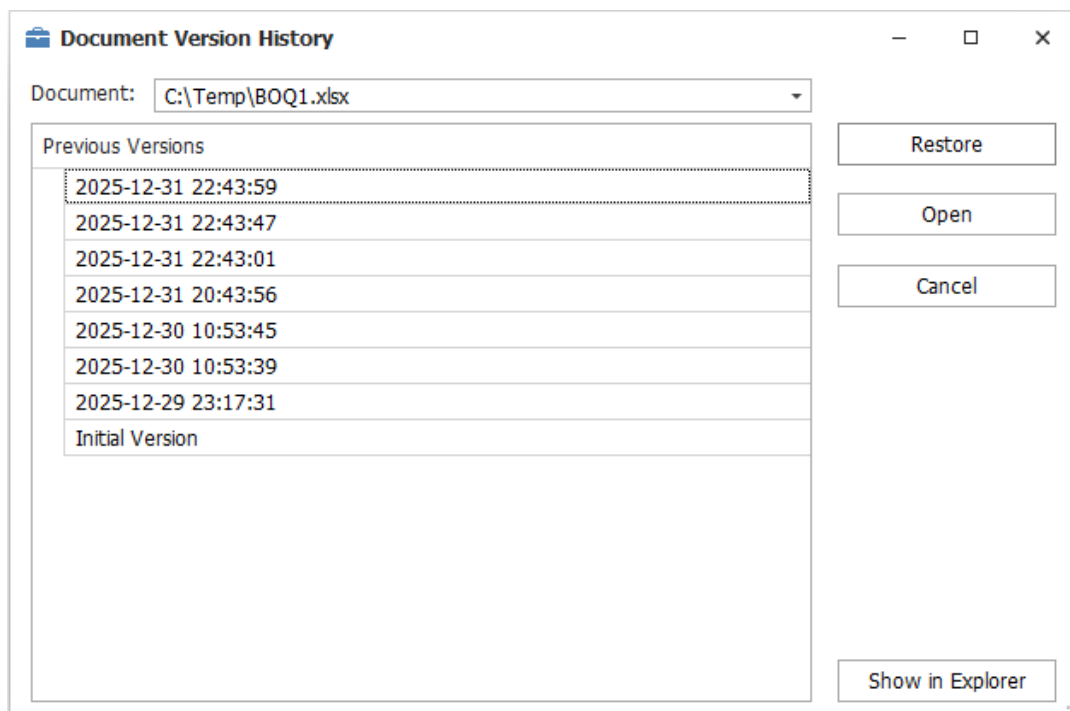 Document Version History
Document: C:\Temp\BOQ1.xlsx
Previous Versions
2025-12-31 22:43:59
2025-12-31 22:43:47
2025-12-31 22:43:01
2025-12-31 20:43:56
2025-12-30 10:53:45
2025-12-30 10:53:39
2025-12-29 23:17:31
Initial Version
Restore
Open
Cancel
Show in Explorer